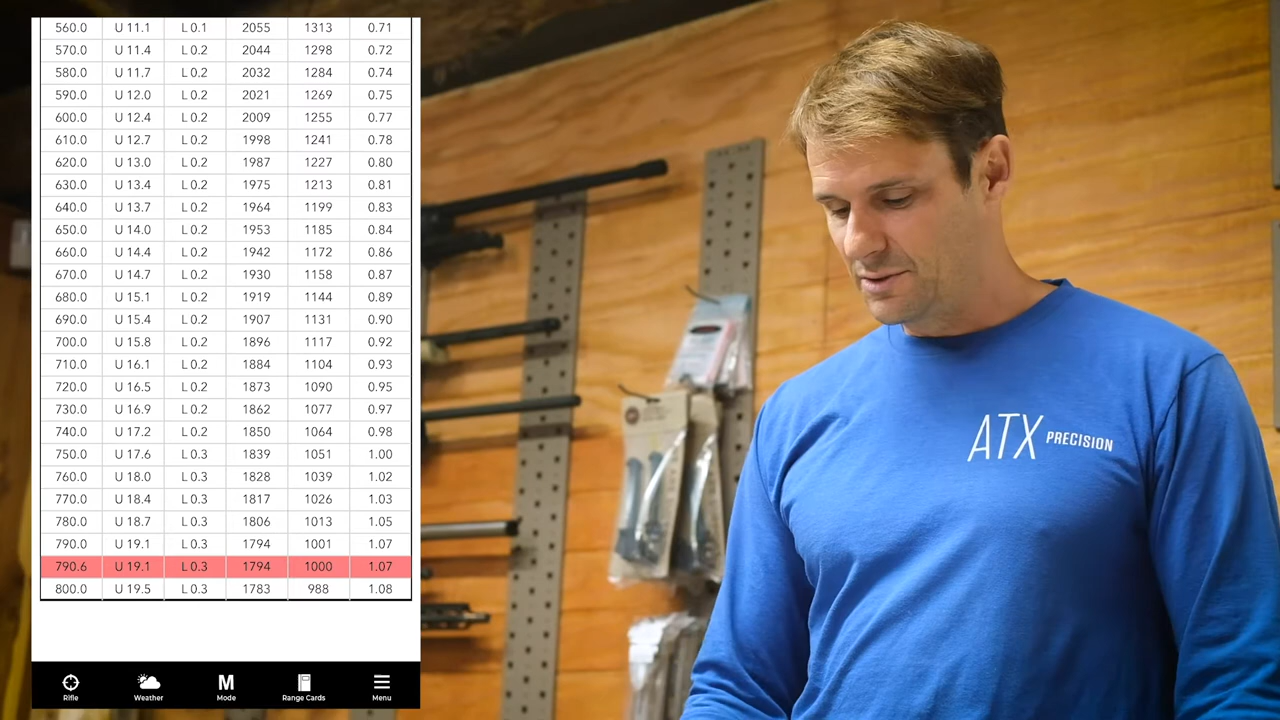 560.0 U 11.1 L 0.1 2055 1313 0.71
570.0 U 11.4 L 0.2 2044 1298 0.72
580.0 U 11.7 L 0.2 2032 1284 0.74
590.0 U 12.0 L 0.2 2021 1269 0.75
600.0 U 12.4 L 0.2 2009 1255 0.77
610.0 U 12.7 L 0.2 1998 1241 0.78
620.0 U 13.0 L 0.2 1987 1227 0.80
630.0 U 13.4 L 0.2 1975 1213 0.81
640.0 U 13.7 L 0.2 1964 1199 0.83
650.0 U 14.0 L 0.2 1953 1185 0.84
660.0 U 14.4 L 0.2 1942 1172 0.86
670.0 U 14.7 L 0.2 1930 1158 0.87
680.0 U 15.1 L 0.2 1919 1144 0.89
690.0 U 15.4 L 0.2 1907 1131 0.90
700.0 U 15.8 L 0.2 1896 1117 0.92
710.0 U 16.1 L 0.2 1884 1104 0.93
720.0 U 16.5 L 0.2 1873 1090 0.95
730.0 U 16.9 L 0.2 1862 1077 0.97
740.0 U 17.2 L 0.2 1850 1064 0.98
750.0 U 17.6 L 0.3 1839 1051 1.00
760.0 U 18.0 L 0.3 1828 1039 1.02
770.0 U 18.4 L 0.3 1817 1026 1.03
780.0 U 18.7 L 0.3 1806 1013 1.05
790.0 U 19.1 L 0.3 1794 1001 1.07
790.6 U 19.1 L 0.3 1794 1000 1.07
800.0 U 19.5 L 0.3 1783 988 1.08
M
Rifle Weather Mode Range Cards Menu
ATX PRECISION